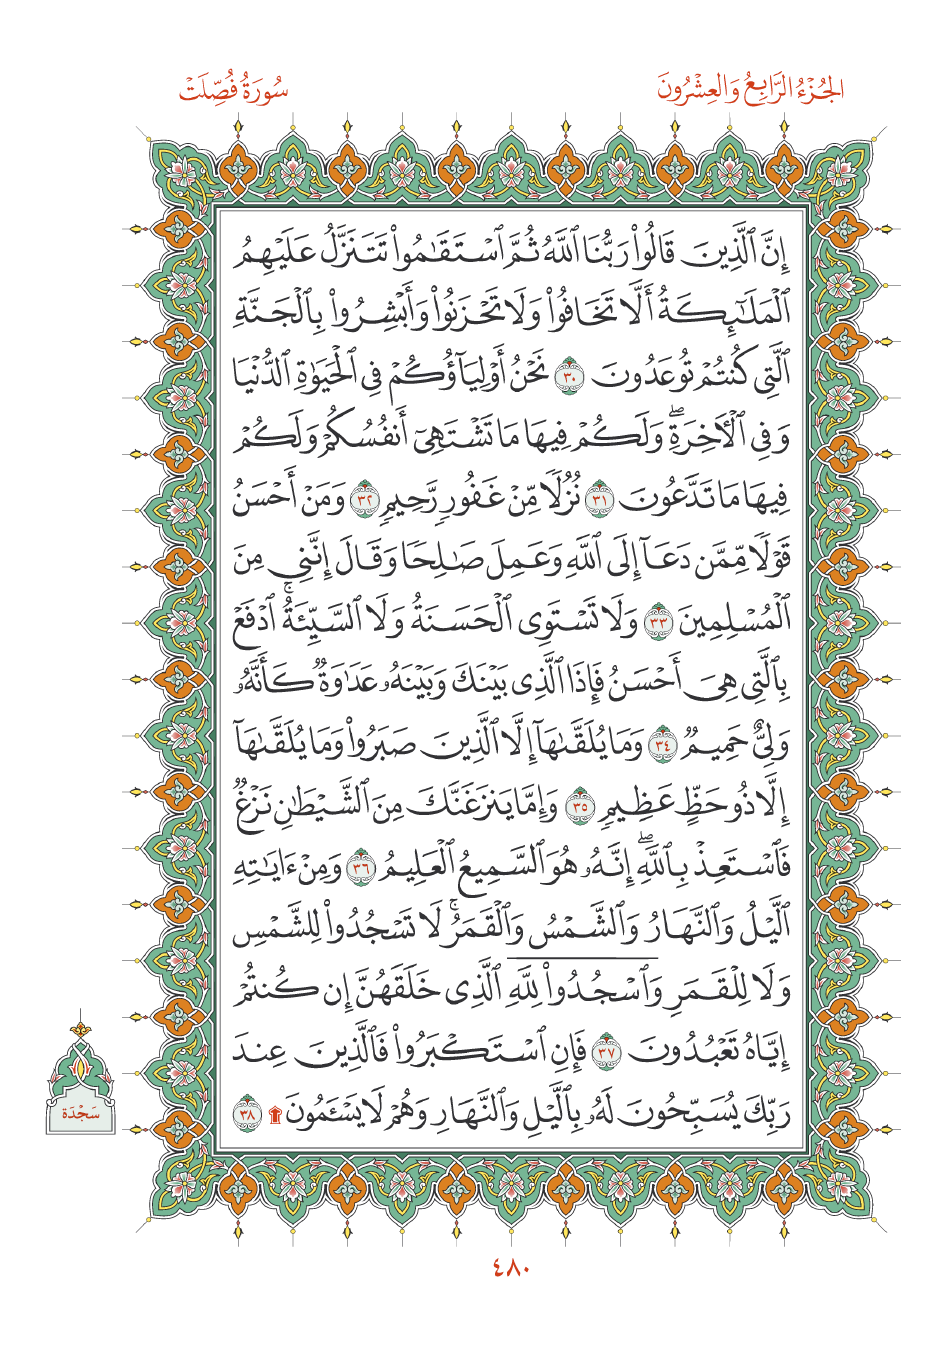 الجُزْءُ الرَّابِعُ وَالعِشْرُونَ
سُورَةُ فُصِّلَتْ
إِنَّ ٱلَّذِينَ قَالُوا۟ رَبُّنَا ٱللَّهُ ثُمَّ ٱسْتَقَٰمُوا۟ تَتَنَزَّلُ عَلَيْهِمُ
ٱلْمَلَٰٓئِكَةُ أَلَّا تَخَافُوا۟ وَلَا تَحْزَنُوا۟ وَأَبْشِرُوا۟ بِٱلْجَنَّةِ
ٱلَّتِى كُنتُمْ تُوعَدُونَ ٣٠ نَحْنُ أَوْلِيَآؤُكُمْ فِى ٱلْحَيَوٰةِ ٱلدُّنْيَا
وَفِى ٱلْأَخِرَةِۖ وَلَكُمْ فِيهَا مَا تَشْتَهِىٓ أَنفُسُكُمْ وَلَكُمْ
فِيهَا مَا تَدَّعُونَ ٣١ نُزُلًا مِّنْ غَفُورٍ رَّحِيمٍ ٣٢ وَمَنْ أَحْسَنُ
قَوْلًا مِّمَّن دَعَآ إِلَى ٱللَّهِ وَعَمِلَ صَٰلِحًا وَقَالَ إِنَّنِى مِنَ
ٱلْمُسْلِمِينَ ٣٣ وَلَا تَسْتَوِى ٱلْحَسَنَةُ وَلَا ٱلسَّيِّئَةُۚ ٱدْفَعْ
بِٱلَّتِى هِىَ أَحْسَنُ فَإِذَا ٱلَّذِى بَيْنَكَ وَبَيْنَهُۥ عَدَٰوَةٌ كَأَنَّهُۥ
وَلِىٌّ حَمِيمٌ ٣٤ وَمَا يُلَقَّىٰهَآ إِلَّا ٱلَّذِينَ صَبَرُوا۟ وَمَا يُلَقَّىٰهَآ
إِلَّا ذُو حَظٍّ عَظِيمٍ ٣٥ وَإِمَّا يَنزَغَنَّكَ مِنَ ٱلشَّيْطَٰنِ نَزْغٌ
فَٱسْتَعِذْ بِٱللَّهِۖ إِنَّهُۥ هُوَ ٱلسَّمِيعُ ٱلْعَلِيمُ ٣٦ وَمِنْ ءَايَٰتِهِ
ٱلَّيْلُ وَٱلنَّهَارُ وَٱلشَّمْسُ وَٱلْقَمَرُۚ لَا تَسْجُدُوا۟ لِلشَّمْسِ
وَلَا لِلْقَمَرِ وَٱسْجُدُوا۟ لِلَّهِ ٱلَّذِى خَلَقَهُنَّ إِن كُنتُمْ
إِيَّاهُ تَعْبُدُونَ ٣٧ فَإِنِ ٱسْتَكْبَرُوا۟ فَٱلَّذِينَ عِندَ
رَبِّكَ يُسَبِّحُونَ لَهُۥ بِٱلَّيْلِ وَٱلنَّهَارِ وَهُمْ لَا يَسْـَٔمُونَ ۩ ٣٨
سَجْدَة
٤٨٠